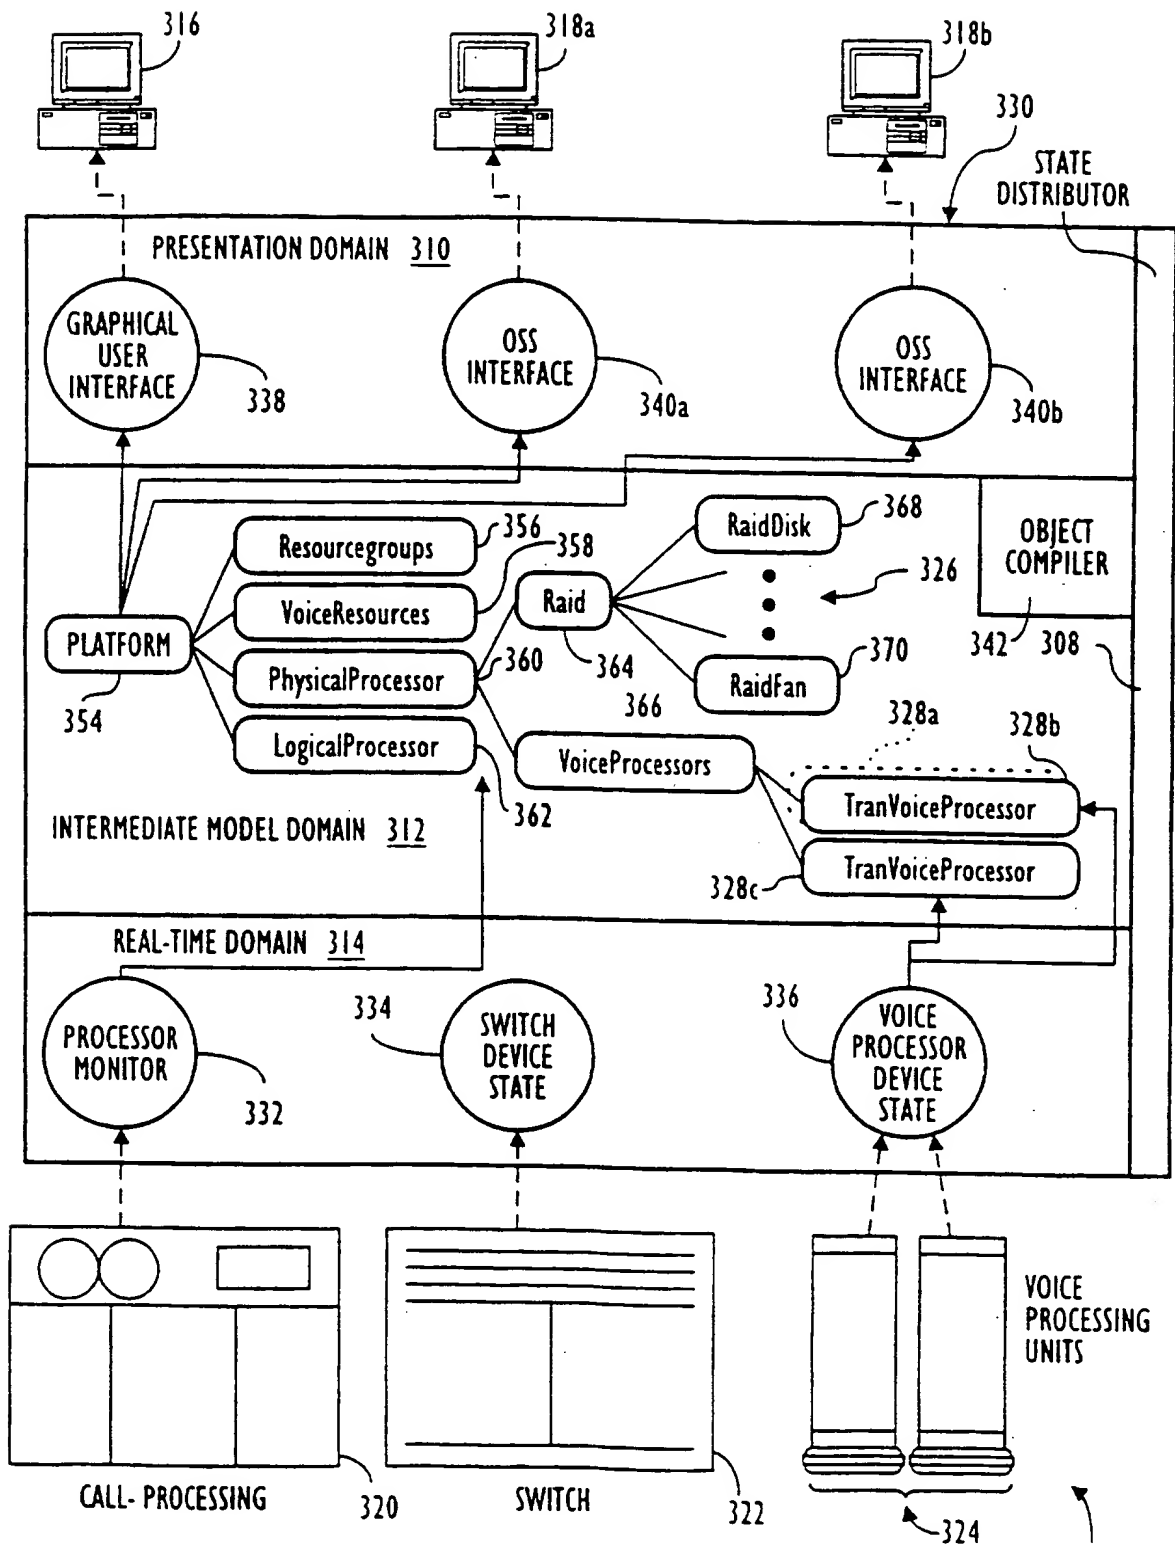 316
318a
318b
330
STATE
DISTRIBUTOR
PRESENTATION DOMAIN 310
GRAPHICAL
USER
INTERFACE
338
OSS
INTERFACE
340a
OSS
INTERFACE
340b
Resourcegroups
356
358
VoiceResources
PLATFORM
354
PhysicalProcessor
360
LogicalProcessor
362
Raid
364
366
RaidDisk
368
326
RaidFan
370
OBJECT
COMPILER
342
308
VoiceProcessors
328a
328b
TranVoiceProcessor
TranVoiceProcessor
328c
INTERMEDIATE MODEL DOMAIN 312
REAL-TIME DOMAIN 314
PROCESSOR
MONITOR
332
334
SWITCH
DEVICE
STATE
336
VOICE
PROCESSOR
DEVICE
STATE
VOICE
PROCESSING
UNITS
CALL- PROCESSING
320
SWITCH
322
324